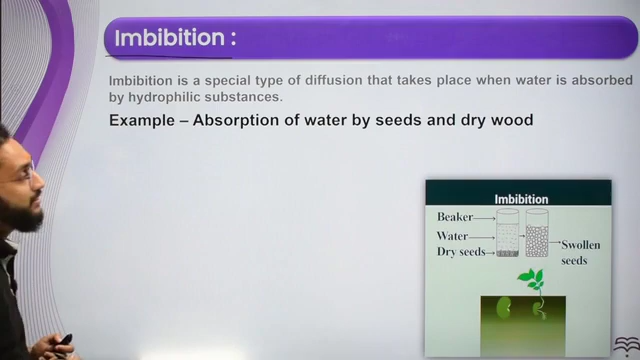 Imbibition :
Imbibition is a special type of diffusion that takes place when water is absorbed
by hydrophilic substances.
Example – Absorption of water by seeds and dry wood
Imbibition
Beaker
Water
Dry seeds
Swollen
seeds